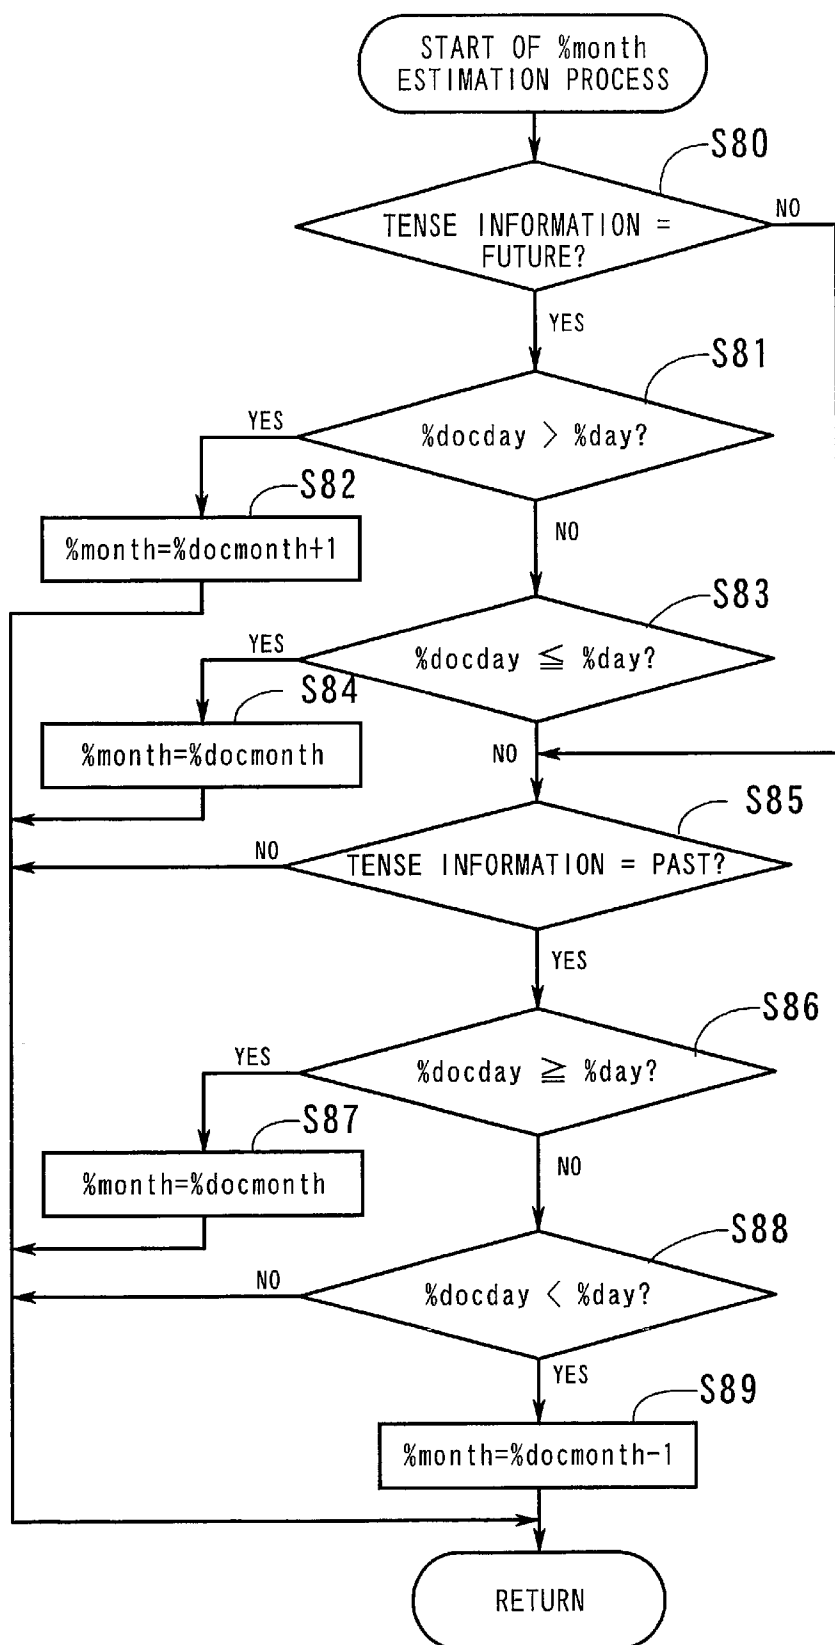 START OF %month
ESTIMATION PROCESS
S80
NO
TENSE INFORMATION =
FUTURE?
YES
S81
YES
%docday > %day?
S82
NO
%month=%docmonth+1
S83
YES
%docday ≦ %day?
S84
%month=%docmonth
NO
S85
NO
TENSE INFORMATION = PAST?
YES
S86
YES
%docday ≧ %day?
S87
NO
%month=%docmonth
S88
NO
%docday < %day?
YES
S89
%month=%docmonth-1
RETURN